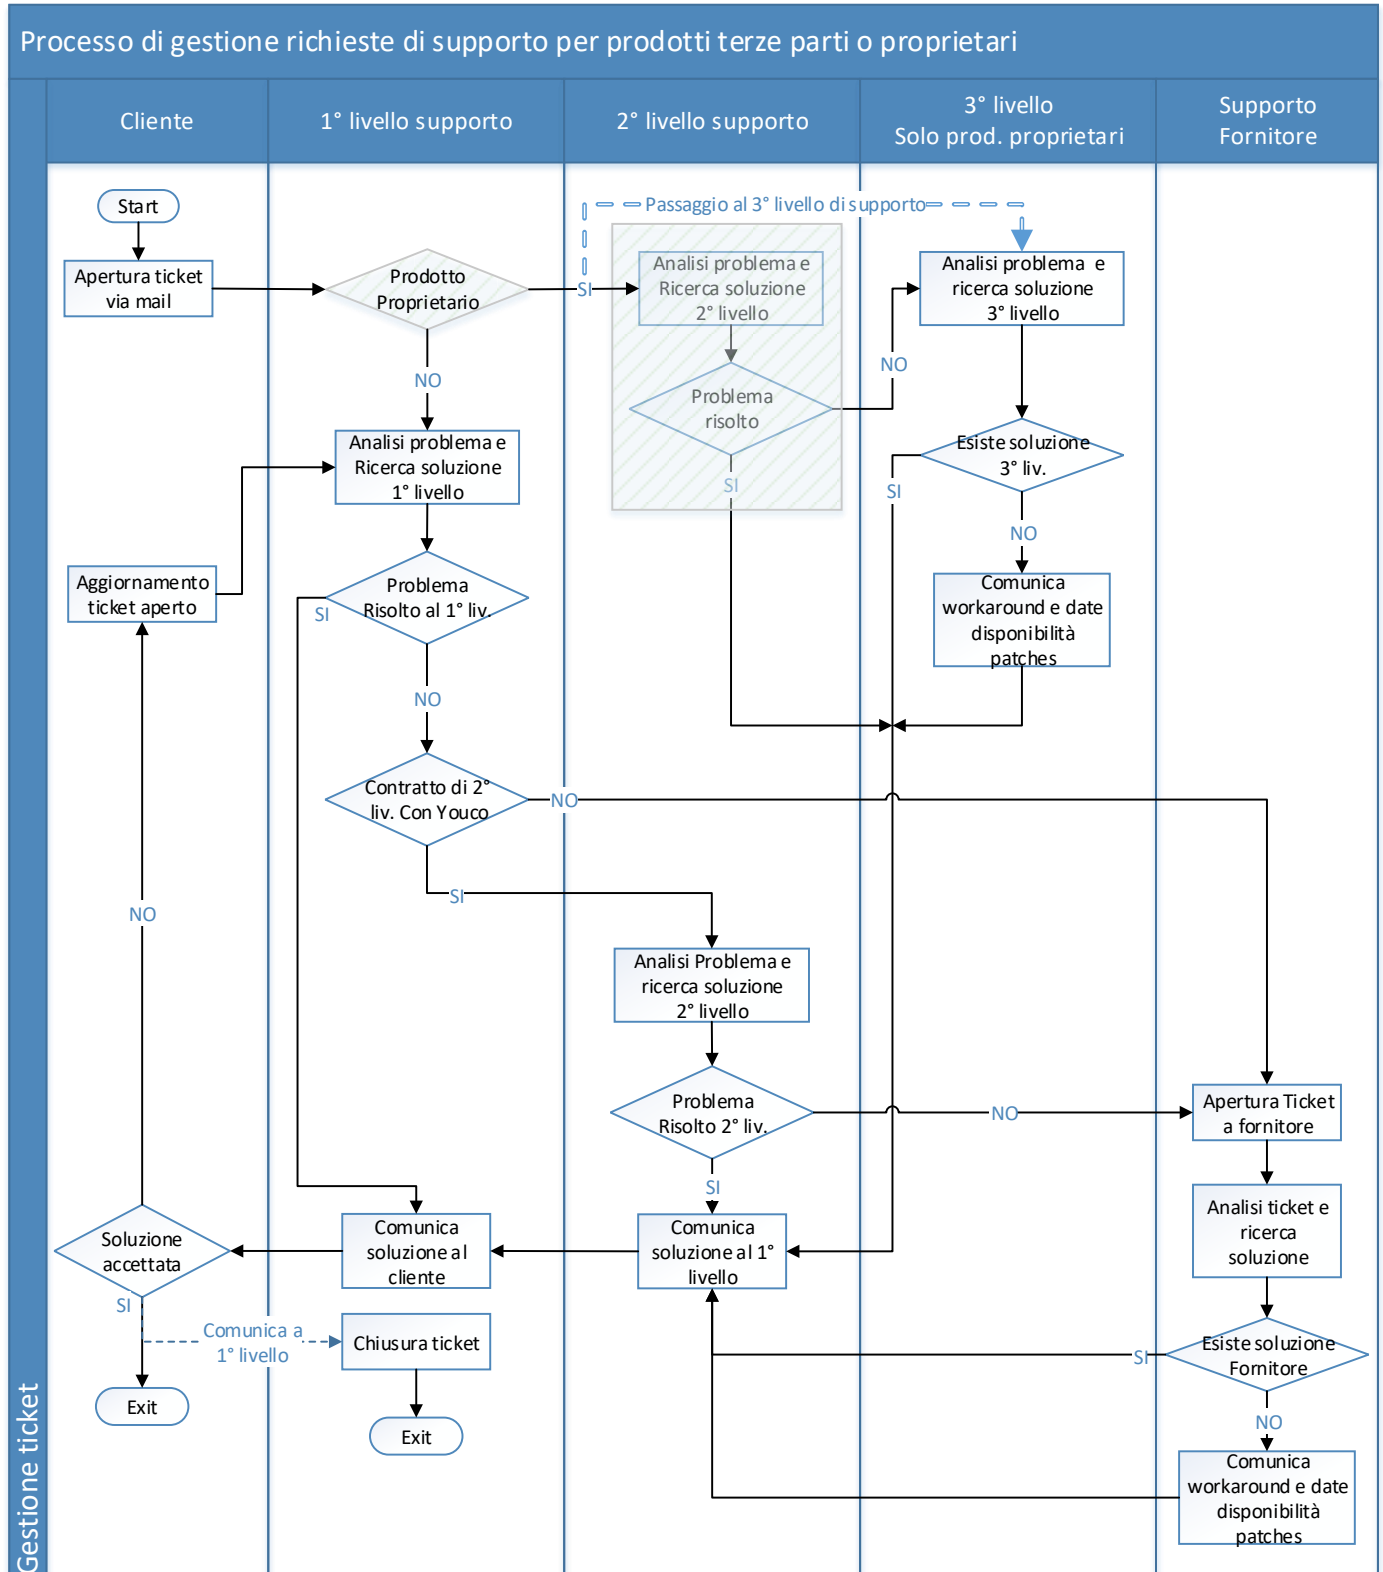 Processo di gestione richieste di supporto per prodotti terze parti o proprietari
Cliente
1° livello supporto
2° livello supporto
3° livello
Solo prod. proprietari
Supporto
Fornitore
Gestione ticket
Start
Passaggio al 3° livello di supporto
Apertura ticket
via mail
Prodotto
Proprietario
SI
Analisi problema e
Ricerca soluzione
2° livello
Analisi problema e
ricerca soluzione
3° livello
NO
NO
Problema
risolto
SI
Analisi problema e
Ricerca soluzione
1° livello
Esiste soluzione
3° liv.
SI
NO
Aggiornamento
ticket aperto
Problema
Risolto al 1° liv.
SI
Comunica
workaround e date
disponibilità
patches
NO
Contratto di 2°
liv. Con Youco
NO
SI
NO
Analisi Problema e
ricerca soluzione
2° livello
Problema
Risolto 2° liv.
NO
Apertura Ticket
a fornitore
SI
Analisi ticket e
ricerca
soluzione
Soluzione
accettata
Comunica
soluzione al
cliente
Comunica
soluzione al 1°
livello
SI
Comunica a
1° livello
Chiusura ticket
Esiste soluzione
Fornitore
SI
NO
Exit
Exit
Comunica
workaround e date
disponibilità
patches